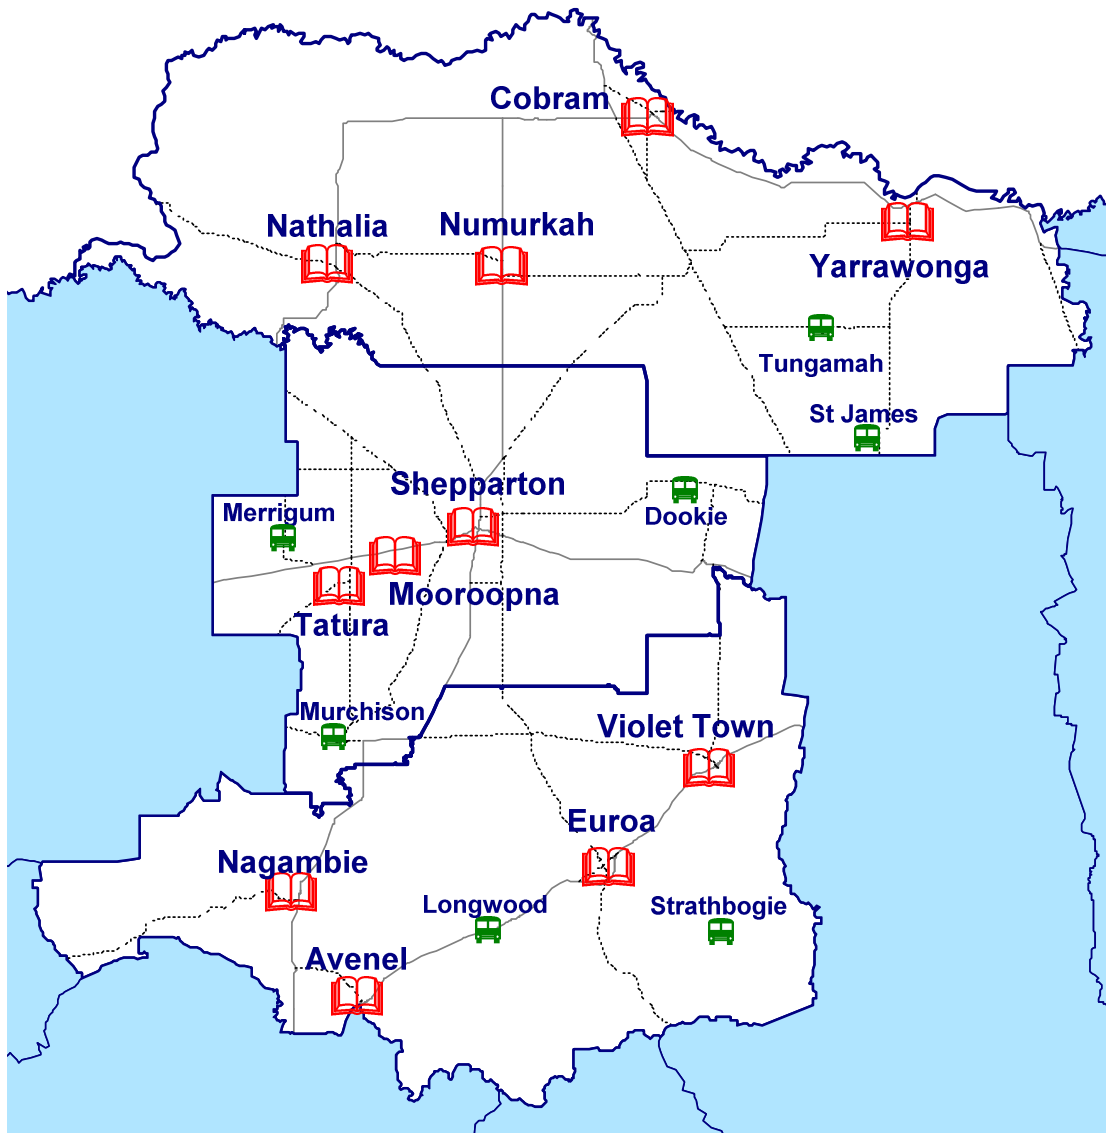 Cobram
Nathalia
Numurkah
Yarrawonga
Tungamah
St James
Shepparton
Merrigum
Dookie
Mooroopna
Tatura
Murchison
Violet Town
Euroa
Nagambie
Longwood
Strathbogie
Avenel